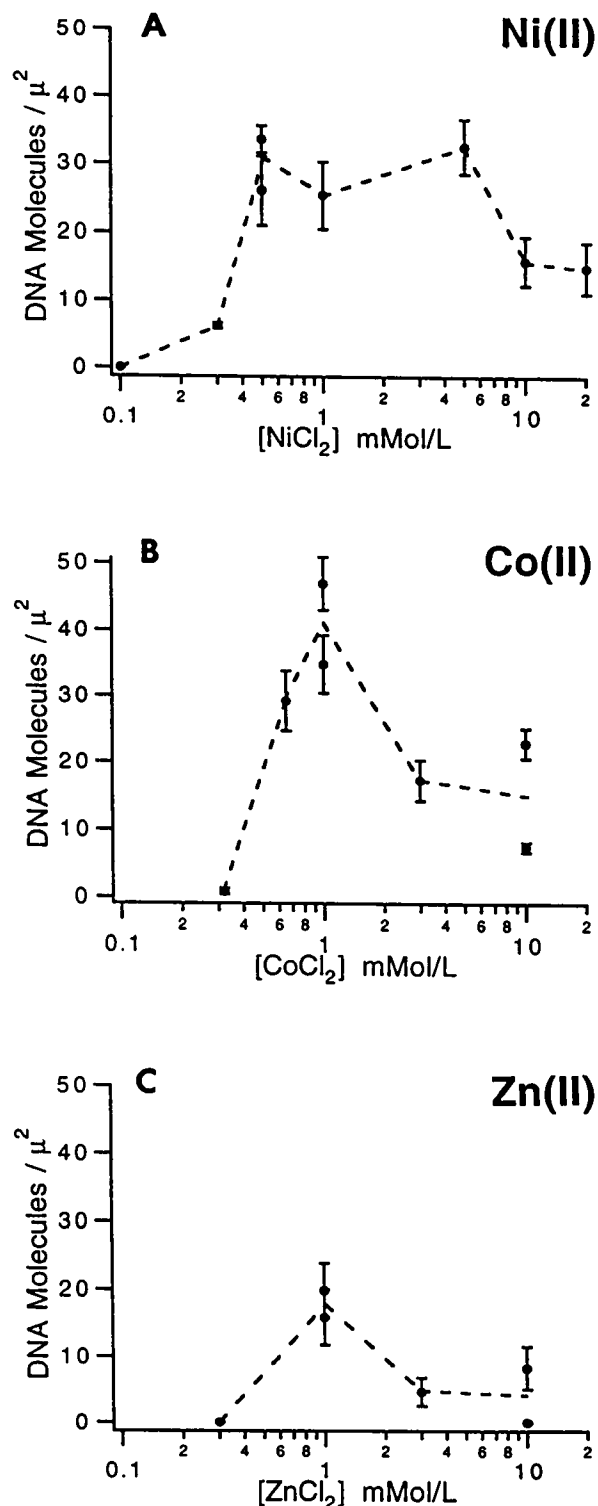 A
Ni(II)
DNA Molecules / μ²
50
40
30
20
10
0
2 4 6 8 2 4 6 8 2
0.1 1 10
[NiCl₂] mMol/L
B
Co(II)
DNA Molecules / μ²
50
40
30
20
10
0
2 4 6 8 2 4 6 8 2
0.1 1 10
[CoCl₂] mMol/L
C
Zn(II)
DNA Molecules / μ²
50
40
30
20
10
0
2 4 6 8 2 4 6 8 2
0.1 1 10
[ZnCl₂] mMol/L